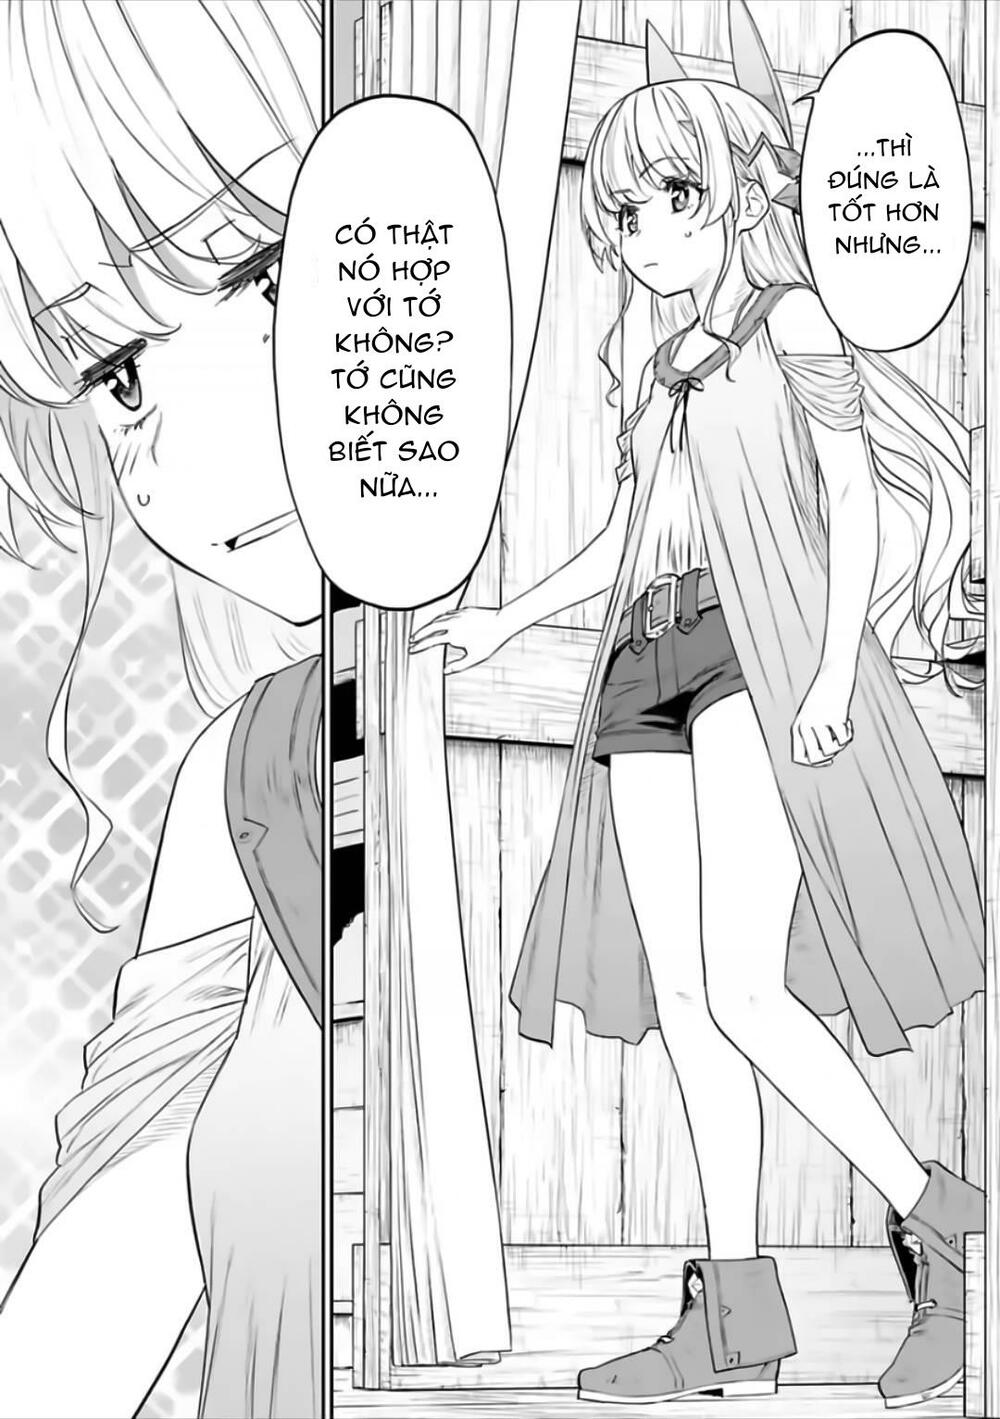 ...THÌ
ĐÚNG LÀ
TỐT HƠN
NHƯNG...
CÓ THẬT
NÓ HỢP
VỚI TỚ
KHÔNG?
TỚ CŨNG
KHÔNG
BIẾT SAO
NỮA...